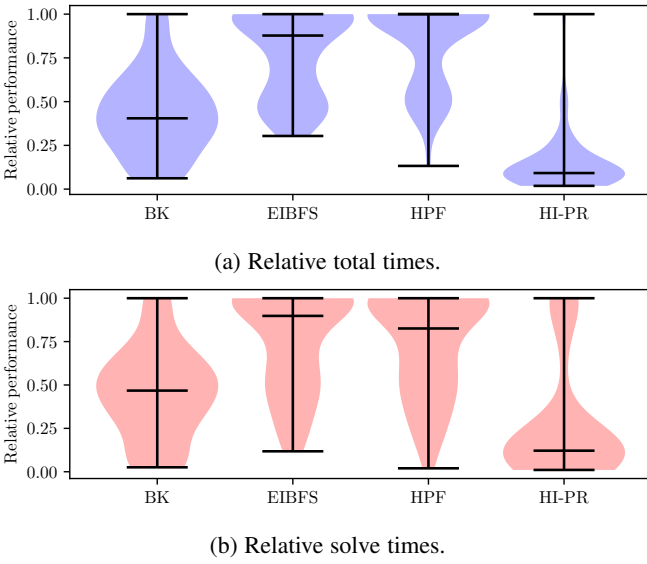 Relative performance
1.00
0.75
0.50
0.25
0.00
BK EIBFS HPF HI-PR
(a) Relative total times.
Relative performance
1.00
0.75
0.50
0.25
0.00
BK EIBFS HPF HI-PR
(b) Relative solve times.